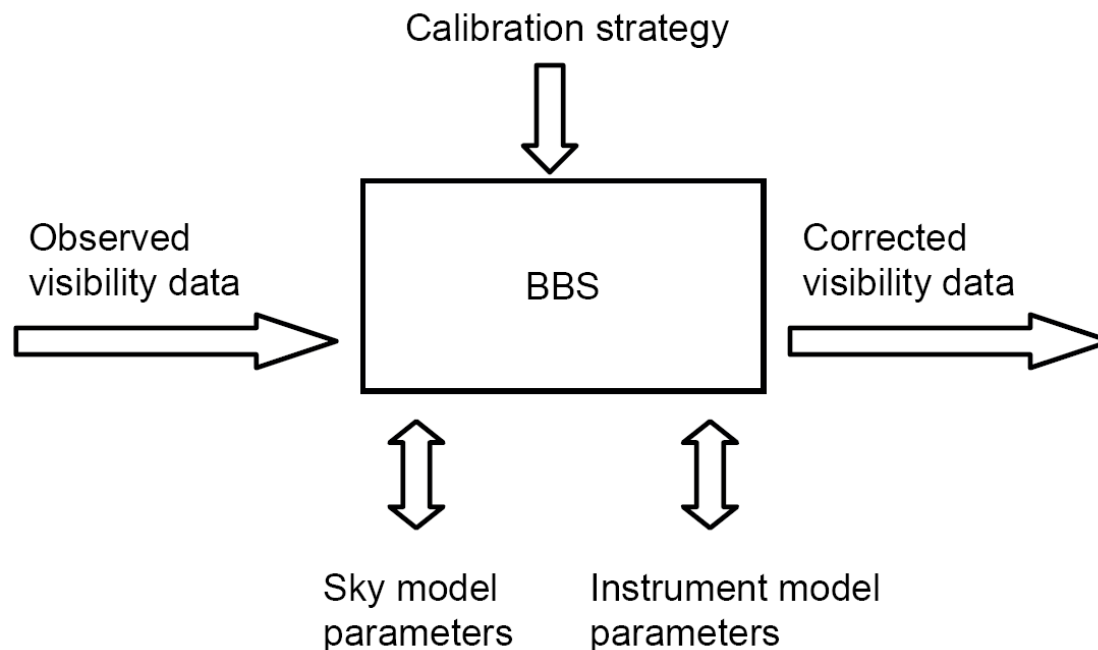 Calibration strategy
Observed
visibility data
BBS
Corrected
visibility data
Sky model
parameters
Instrument model
parameters